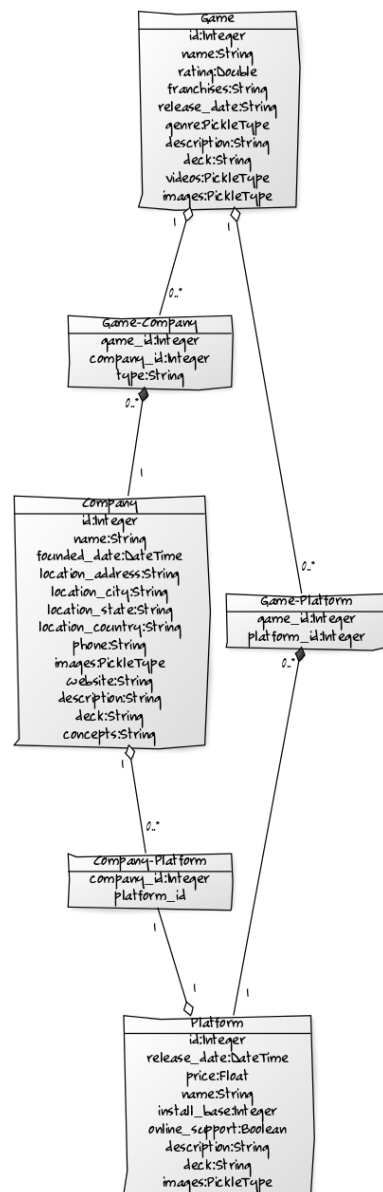 Game
id:Integer
name:String
rating:Double
franchises:String
release_date:String
genre:PickleType
description:String
deck:String
videos:PickleType
images:PickleType
1
1
0..*
Game-Company
game_id:Integer
company_id:Integer
type:String
0..*
1
Company
id:Integer
name:String
founded_date:DateTime
location_address:String
location_city:String
location_state:String
location_country:String
phone:String
images:PickleType
website:String
description:String
deck:String
concepts:String
0..*
Game-Platform
game_id:Integer
platform_id:Integer
0..*
1
0..*
Company-Platform
company_id:Integer
platform_id
1
1
1
Platform
id:Integer
release_date:DateTime
price:Float
name:String
install_base:Integer
online_support:Boolean
description:String
deck:String
images:PickleType